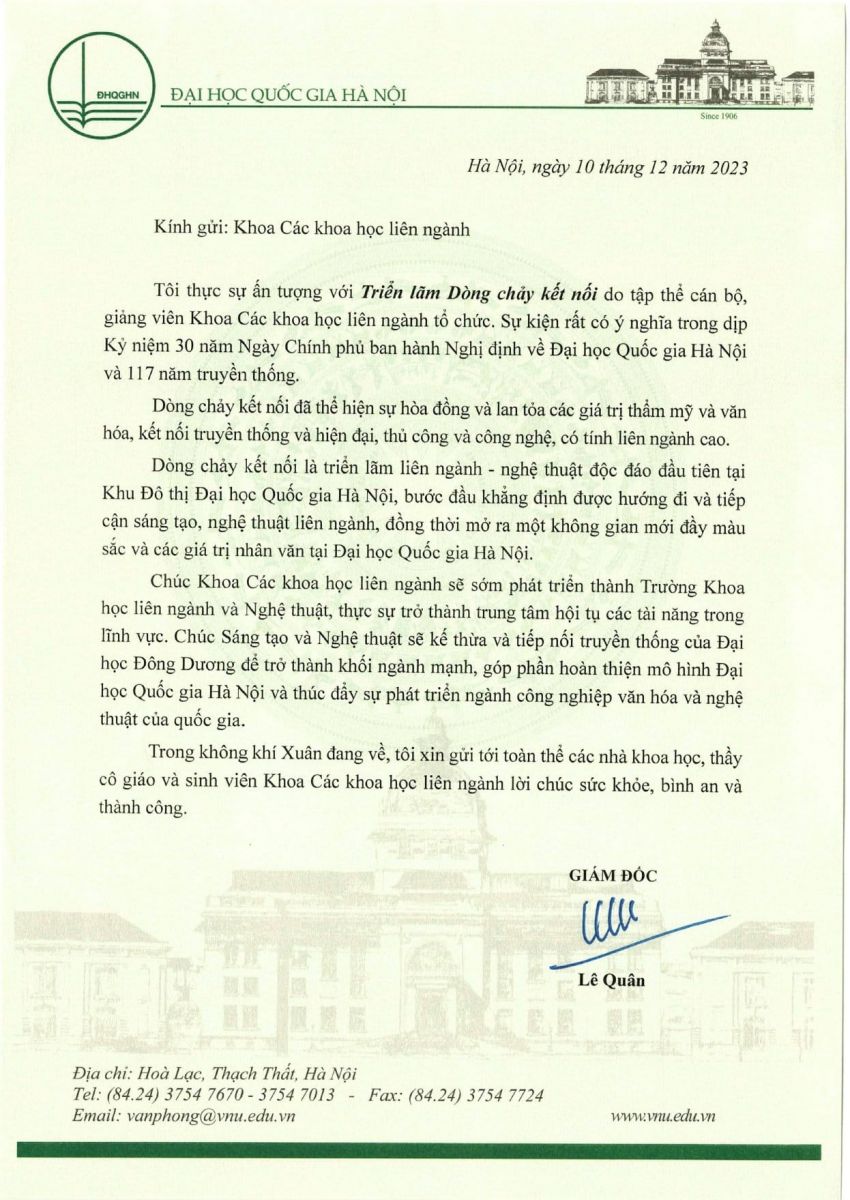 ĐHQGHN
ĐẠI HỌC QUỐC GIA HÀ NỘI
Since 1906
Hà Nội, ngày 10 tháng 12 năm 2023
Kính gửi: Khoa Các khoa học liên ngành
Tôi thực sự ấn tượng với Triển lãm Dòng chảy kết nối do tập thể cán bộ,
giảng viên Khoa Các khoa học liên ngành tổ chức. Sự kiện rất có ý nghĩa trong dịp
Kỷ niệm 30 năm Ngày Chính phủ ban hành Nghị định về Đại học Quốc gia Hà Nội
và 117 năm truyền thống.
Dòng chảy kết nối đã thể hiện sự hòa đồng và lan tỏa các giá trị thẩm mỹ và văn
hóa, kết nối truyền thống và hiện đại, thủ công và công nghệ, có tính liên ngành cao.
Dòng chảy kết nối là triển lãm liên ngành - nghệ thuật độc đáo đầu tiên tại
Khu Đô thị Đại học Quốc gia Hà Nội, bước đầu khẳng định được hướng đi và tiếp
cận sáng tạo, nghệ thuật liên ngành, đồng thời mở ra một không gian mới đầy màu
sắc và các giá trị nhân văn tại Đại học Quốc gia Hà Nội.
Chúc Khoa Các khoa học liên ngành sẽ sớm phát triển thành Trường Khoa
học liên ngành và Nghệ thuật, thực sự trở thành trung tâm hội tụ các tài năng trong
lĩnh vực. Chúc Sáng tạo và Nghệ thuật sẽ kế thừa và tiếp nối truyền thống của Đại
học Đông Dương để trở thành khối ngành mạnh, góp phần hoàn thiện mô hình Đại
học Quốc gia Hà Nội và thúc đẩy sự phát triển ngành công nghiệp văn hóa và nghệ
thuật của quốc gia.
Trong không khí Xuân đang về, tôi xin gửi tới toàn thể các nhà khoa học, thầy
cô giáo và sinh viên Khoa Các khoa học liên ngành lời chúc sức khỏe, bình an và
thành công.
GIÁM ĐỐC
Lê Quân
Địa chỉ: Hoà Lạc, Thạch Thất, Hà Nội
Tel: (84.24) 3754 7670 - 3754 7013 - Fax: (84.24) 3754 7724
Email: vanphong@vnu.edu.vn www.vnu.edu.vn